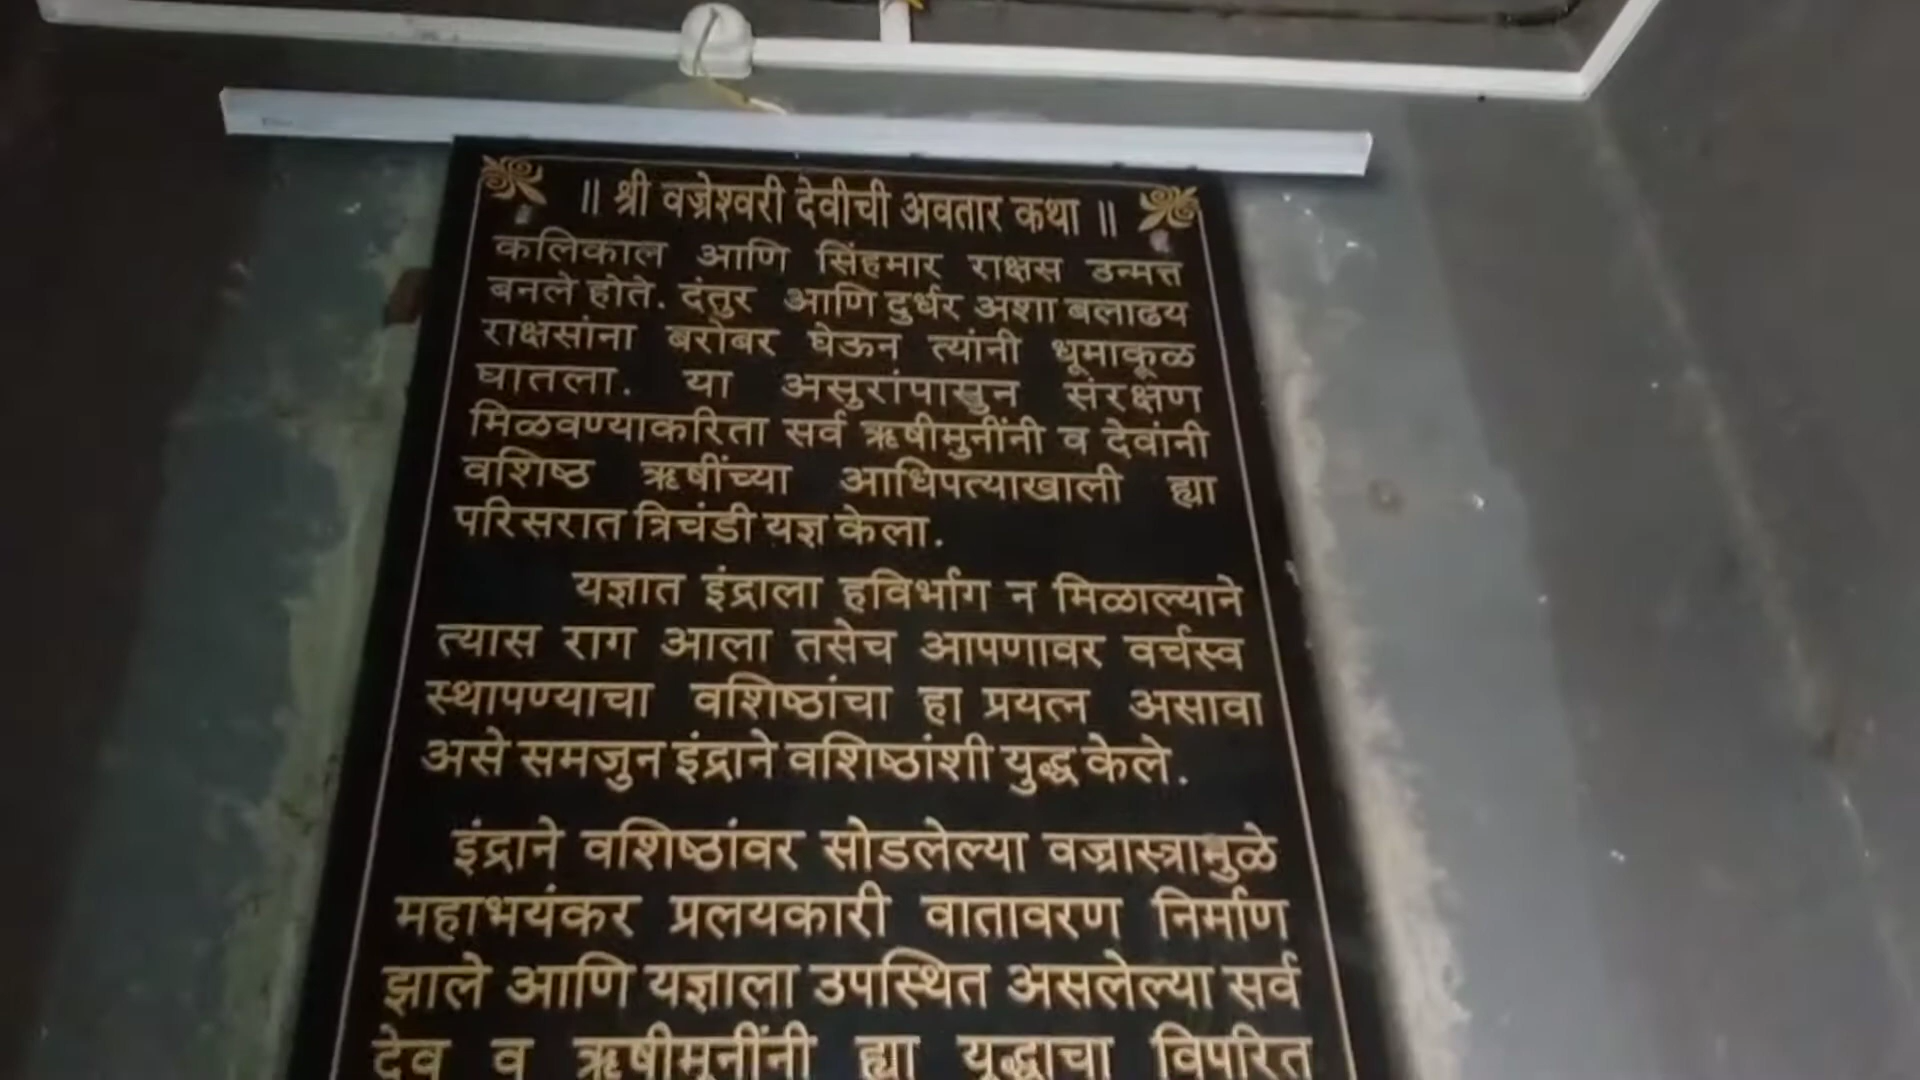 ॥ श्री वज्रेश्वरी देवीची अवतार कथा ॥
कलिकाल आणि सिंहमार राक्षस उन्मत्त
बनले होते. दंतुर आणि दुर्धर अशा बलाढय
राक्षसांना बरोबर घेऊन त्यांनी धूमाकूळ
घातला. या असुरांपासुन संरक्षण
मिळवण्याकरिता सर्व ऋषीमुनींनी व देवांनी
वशिष्ठ ऋषींच्या आधिपत्याखाली ह्या
परिसरात त्रिचंडी यज्ञ केला.
यज्ञात इंद्राला हविर्भाग न मिळाल्याने
त्यास राग आला तसेच आपणावर वर्चस्व
स्थापण्याचा वशिष्ठांचा हा प्रयत्न असावा
असे समजुन इंद्राने वशिष्ठांशी युद्ध केले.
इंद्राने वशिष्ठांवर सोडलेल्या वज्रास्त्रामुळे
महाभयंकर प्रलयकारी वातावरण निर्माण
झाले आणि यज्ञाला उपस्थित असलेल्या सर्व
देव व ऋषीमुनींनी ह्या युद्धाचा विपरित